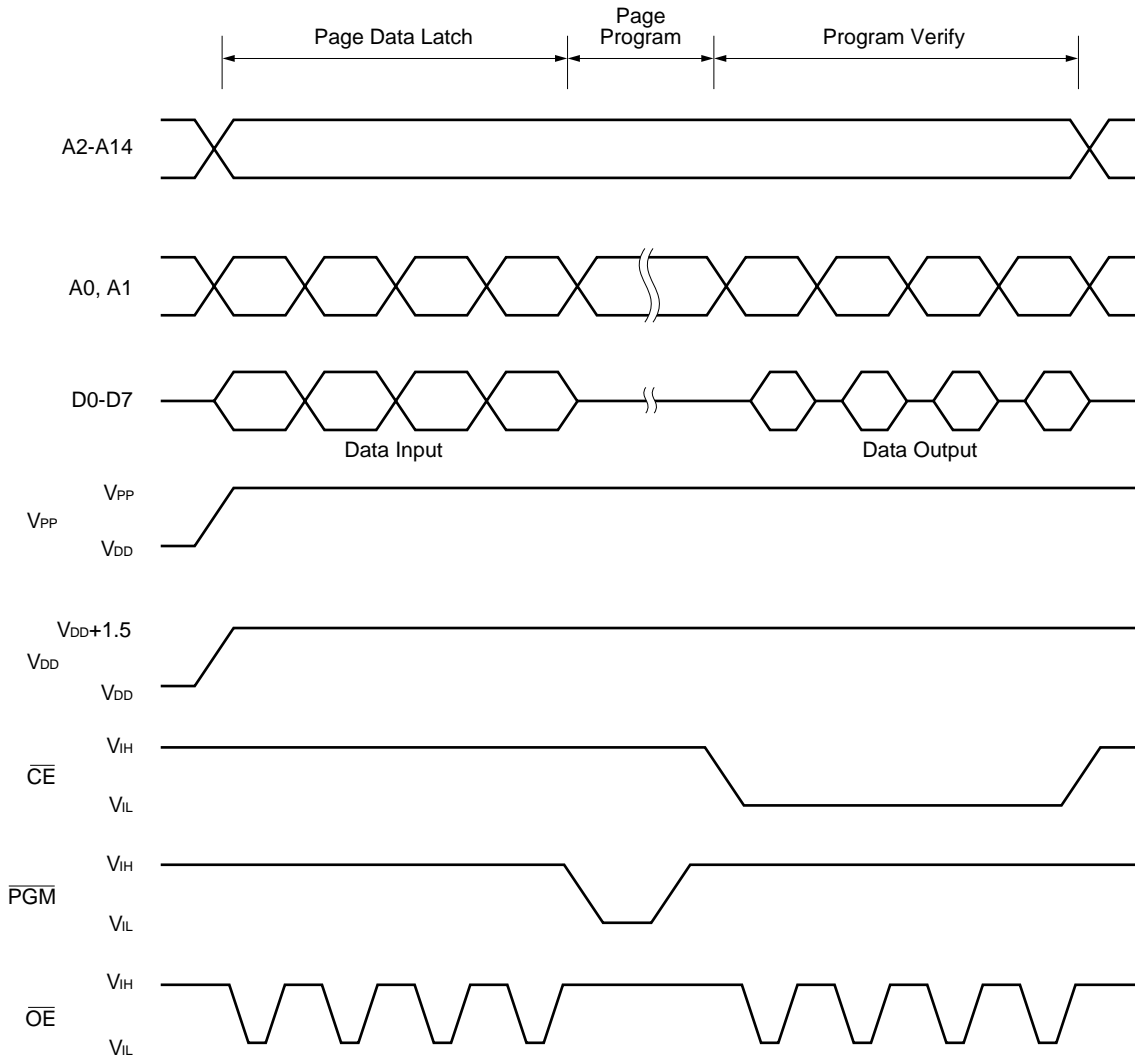 Page Data Latch
Page
Program
Program Verify
A2-A14
A0, A1
D0-D7
Data Input
Data Output
VPP
VPP
VDD
VDD+1.5
VDD
VDD
VIH
CE
VIL
VIH
PGM
VIL
VIH
OE
VIL